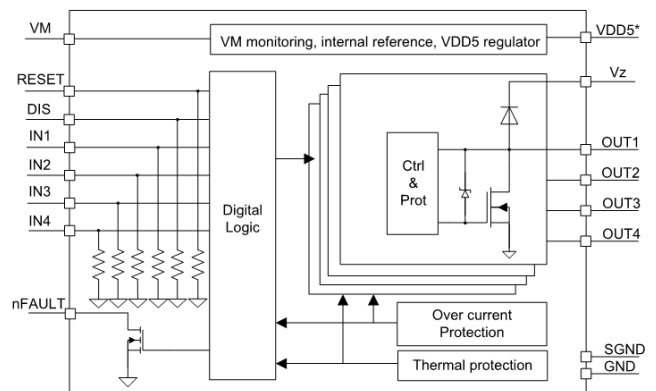 VM
VM monitoring, internal reference, VDD5 regulator
VDD5*
RESET
Vz
DIS
IN1
OUT1
IN2
OUT2
IN3
OUT3
IN4
OUT4
Ctrl
&
Prot
Digital
Logic
nFAULT
Over current
Protection
Thermal protection
SGND
GND